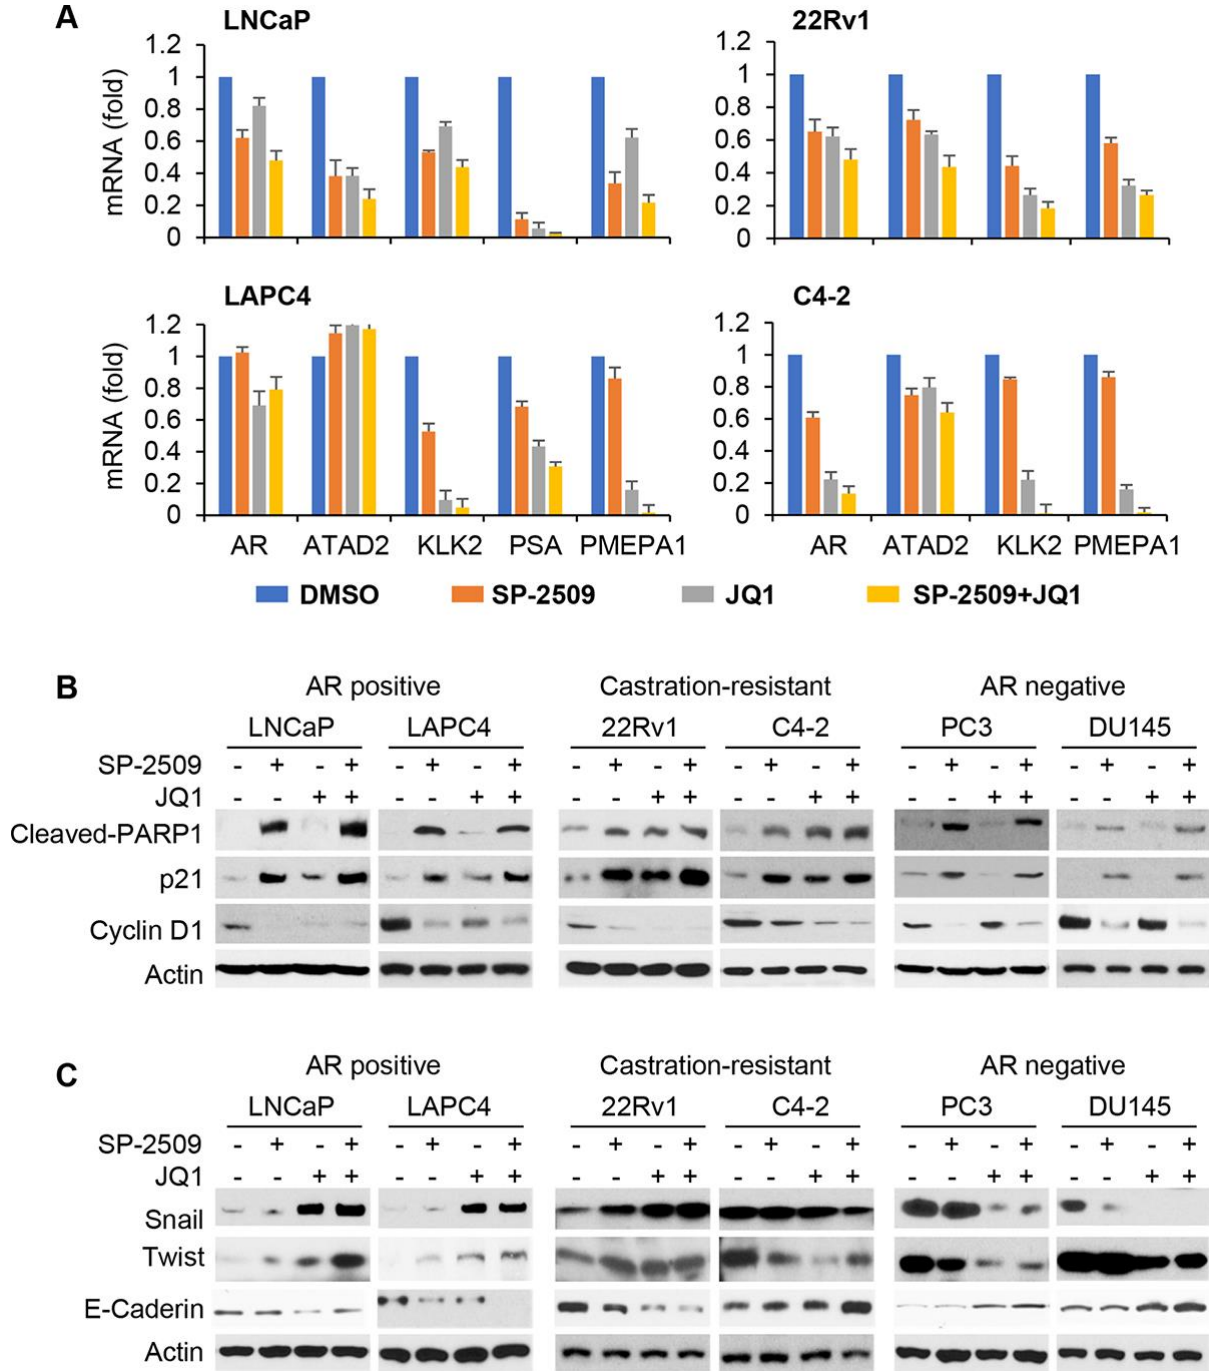 A
LNCaP
22Rv1
mRNA (fold)
1.2
1
0.8
0.6
0.4
0.2
0
1.2
1
0.8
0.6
0.4
0.2
0
LAPC4
C4-2
mRNA (fold)
1.2
1
0.8
0.6
0.4
0.2
0
1.2
1
0.8
0.6
0.4
0.2
0
AR ATAD2 KLK2 PSA PMEPA1
AR ATAD2 KLK2 PMEPA1
DMSO SP-2509 JQ1 SP-2509+JQ1
B
AR positive Castration-resistant AR negative
LNCaP LAPC4 22Rv1 C4-2 PC3 DU145
SP-2509 - + - + - + - + - + - + - + - + - + - + - + - +
JQ1 - - + + - - + + - - + + - - + + - - + + - - + +
Cleaved-PARP1
p21
Cyclin D1
Actin
C
AR positive Castration-resistant AR negative
LNCaP LAPC4 22Rv1 C4-2 PC3 DU145
SP-2509 - + - + - + - + - + - + - + - + - + - + - + - +
JQ1 - - + + - - + + - - + + - - + + - - + + - - + +
Snail
Twist
E-Caderin
Actin